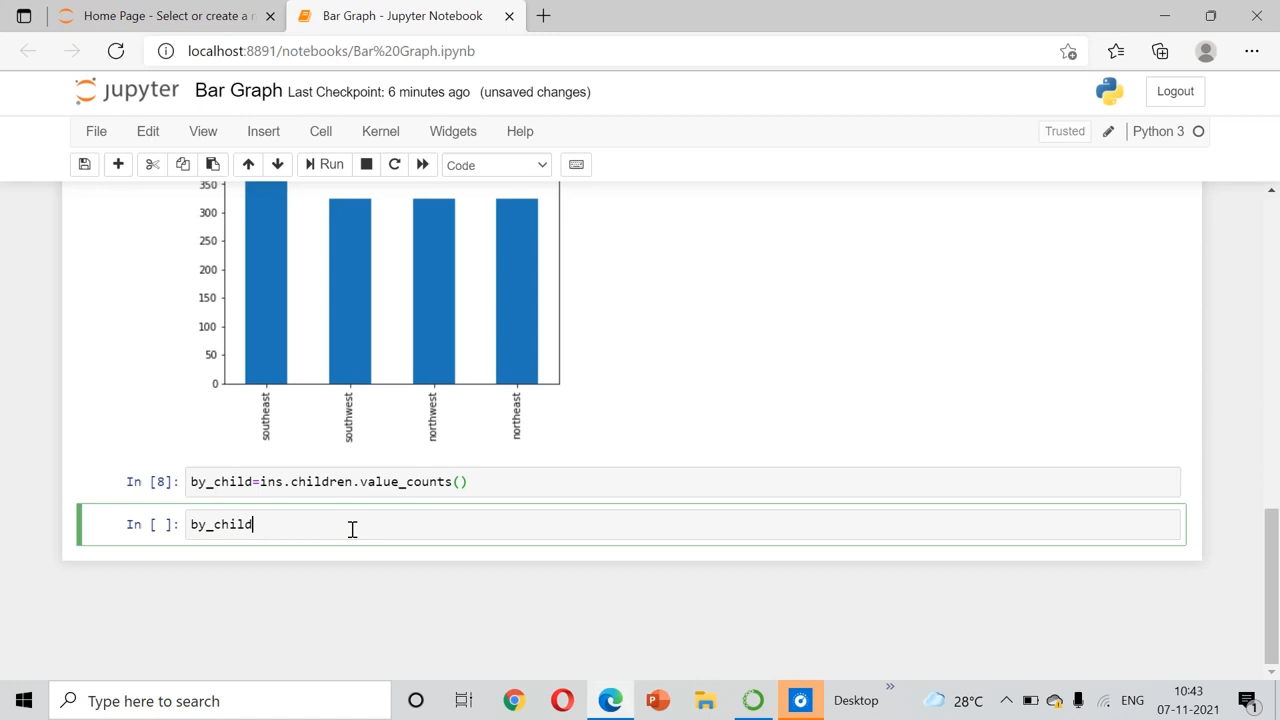 Home Page - Select or create a n
Bar Graph - Jupyter Notebook
localhost:8891/notebooks/Bar%20Graph.ipynb
jupyter Bar Graph Last Checkpoint: 6 minutes ago (unsaved changes)
Logout
File Edit View Insert Cell Kernel Widgets Help
Trusted
Python 3
Run
Code
350
300
250
200
150
100
50
0
southeast
southwest
northwest
northeast
In [8]: by_child=ins.children.value_counts()
In [ ]: by_child
Type here to search
Desktop
28°C
ENG
10:43
07-11-2021
1